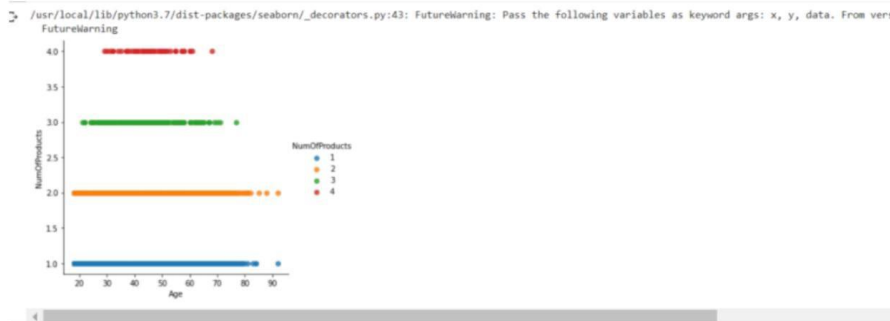 /usr/local/lib/python3.7/dist-packages/seaborn/_decorators.py:43: FutureWarning: Pass the following variables as keyword args: x, y, data. From vers
FutureWarning
4.0
3.5
3.0
2.5
2.0
1.5
1.0
NumOfProducts
20 30 40 50 60 70 80 90
Age
NumOfProducts
1
2
3
4